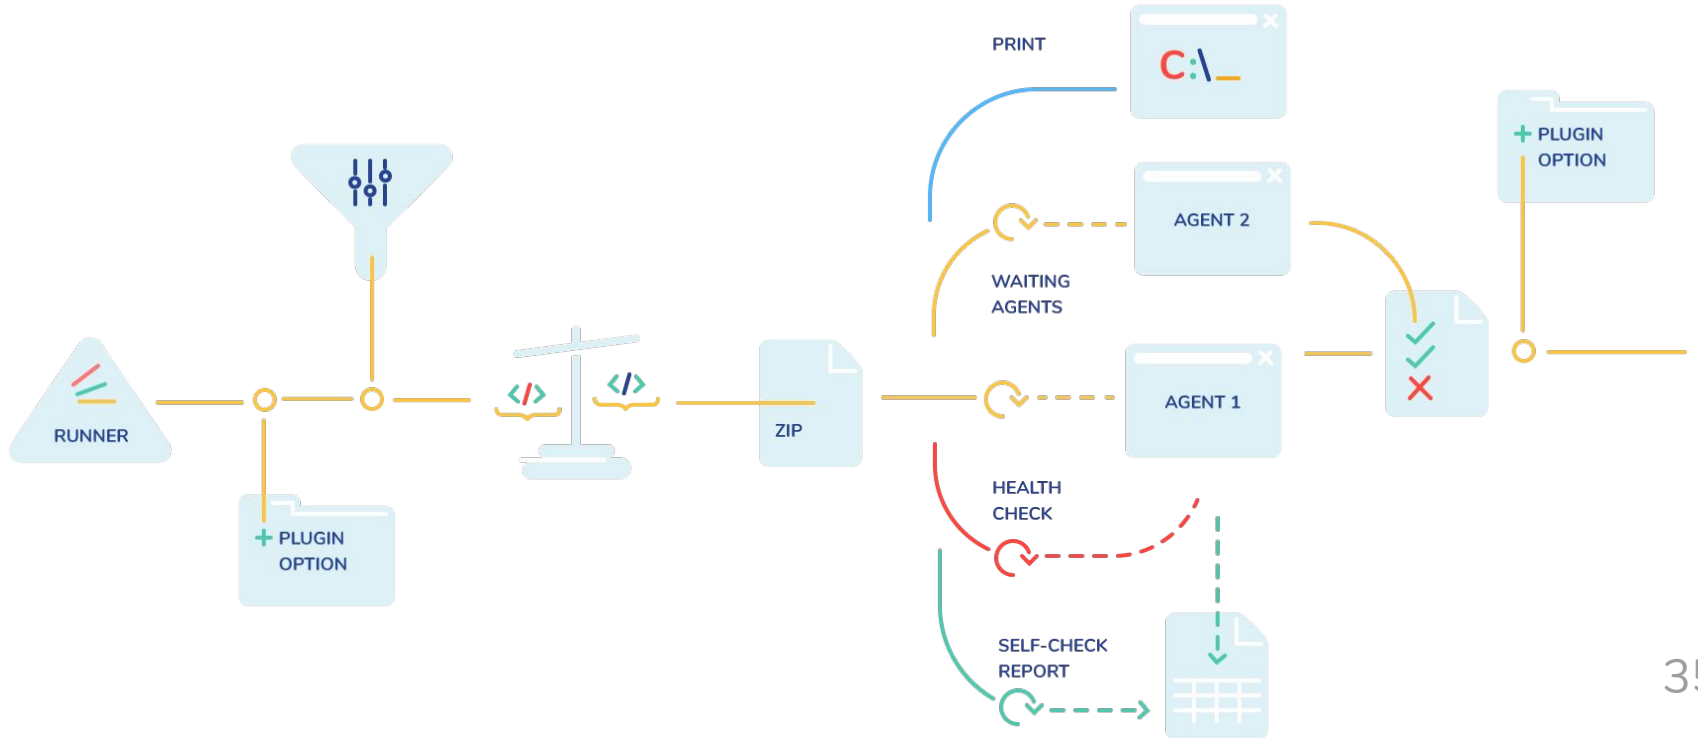 PRINT
C:\_
+ PLUGIN
OPTION
AGENT 2
WAITING
AGENTS
AGENT 1
RUNNER
</>
</>
ZIP
HEALTH
CHECK
+ PLUGIN
OPTION
SELF-CHECK
REPORT